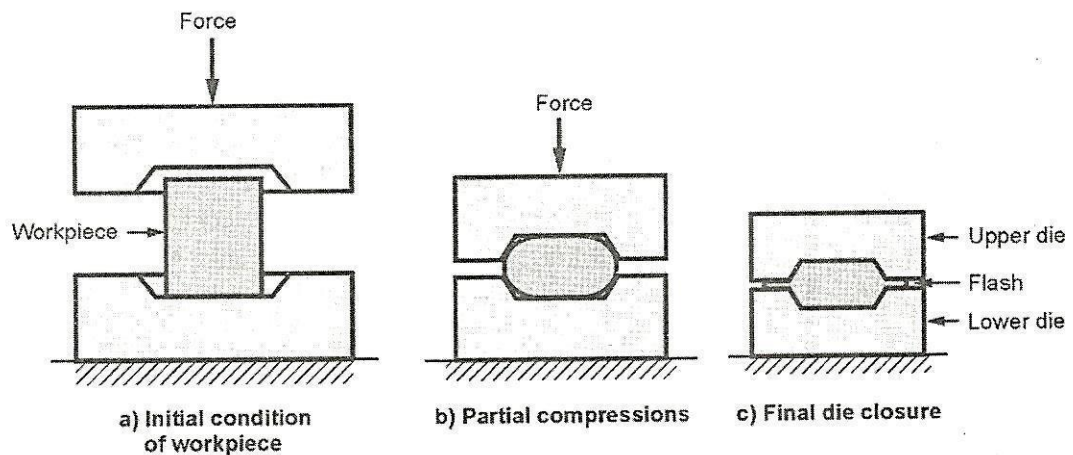 Force
Force
Workpiece
Upper die
Flash
Lower die
a) Initial condition
of workpiece
b) Partial compressions
c) Final die closure